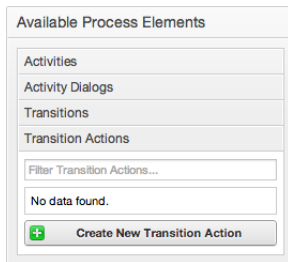 Available Process Elements
Activities
Activity Dialogs
Transitions
Transition Actions
Filter Transition Actions...
No data found.
Create New Transition Action